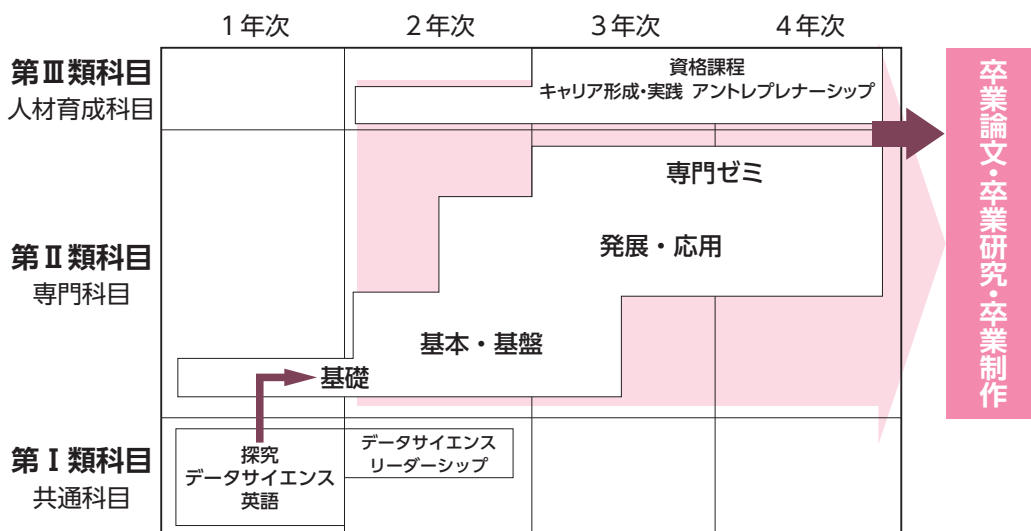 1年次
2年次
3年次
4年次
第Ⅲ類科目
人材育成科目
資格課程
キャリア形成・実践 アントレプレナーシップ
専門ゼミ
発展・応用
第Ⅱ類科目
専門科目
基本・基盤
基礎
第Ⅰ類科目
共通科目
探究
データサイエンス
英語
データサイエンス
リーダーシップ
卒業論文・卒業研究・卒業制作